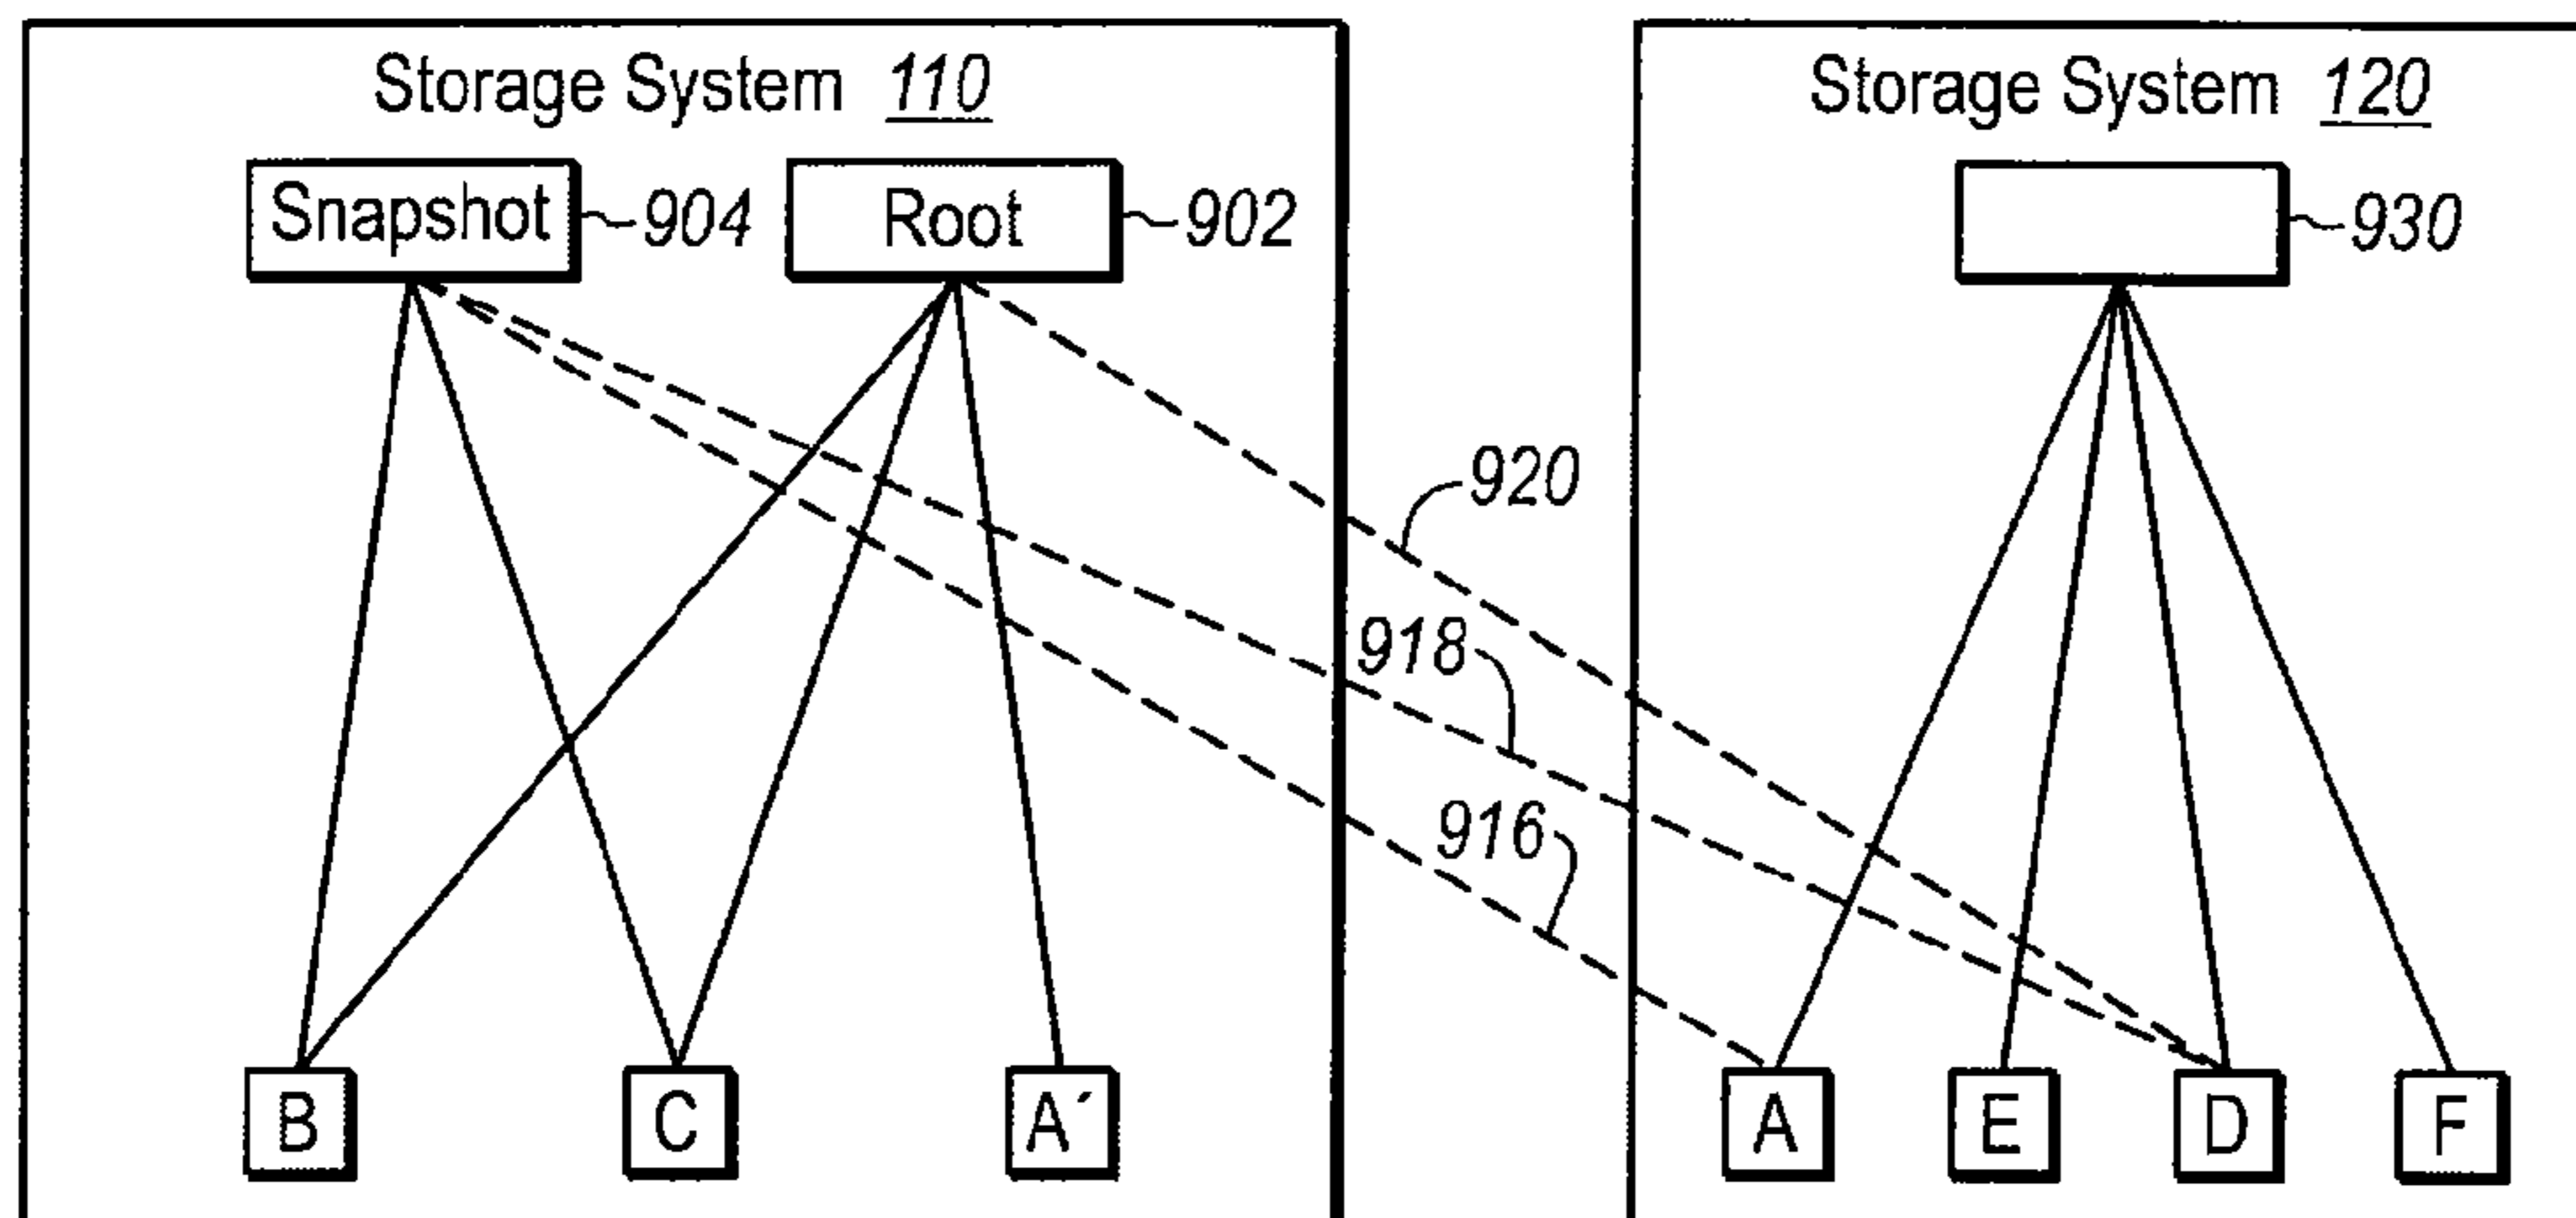 Storage System 110
Storage System 120
Snapshot
904
Root
902
930
920
918
916
B
C
A´
A
E
D
F